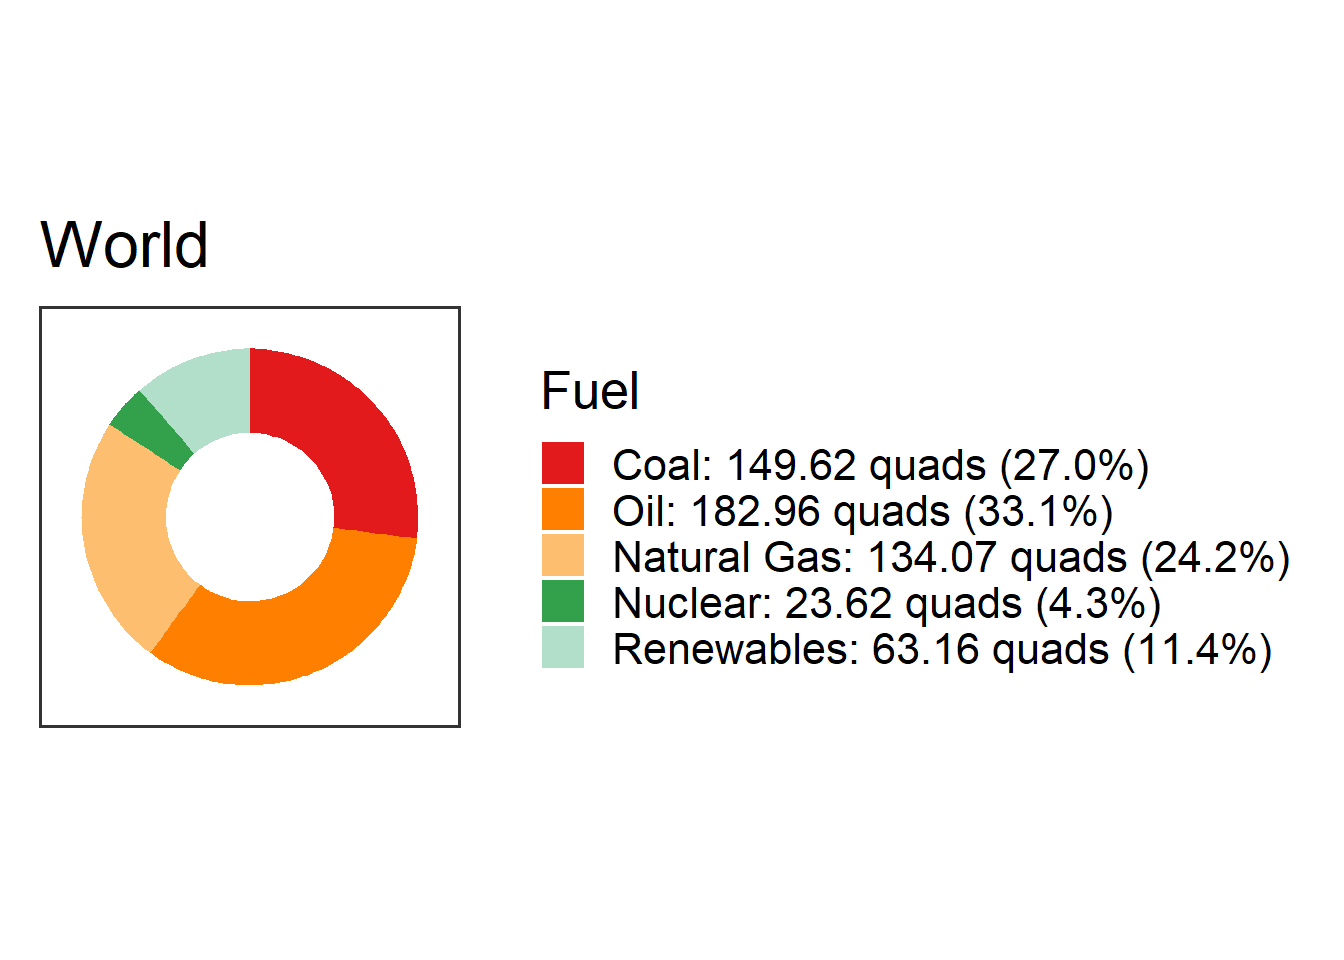 World
Fuel
Coal: 149.62 quads (27.0%)
Oil: 182.96 quads (33.1%)
Natural Gas: 134.07 quads (24.2%)
Nuclear: 23.62 quads (4.3%)
Renewables: 63.16 quads (11.4%)